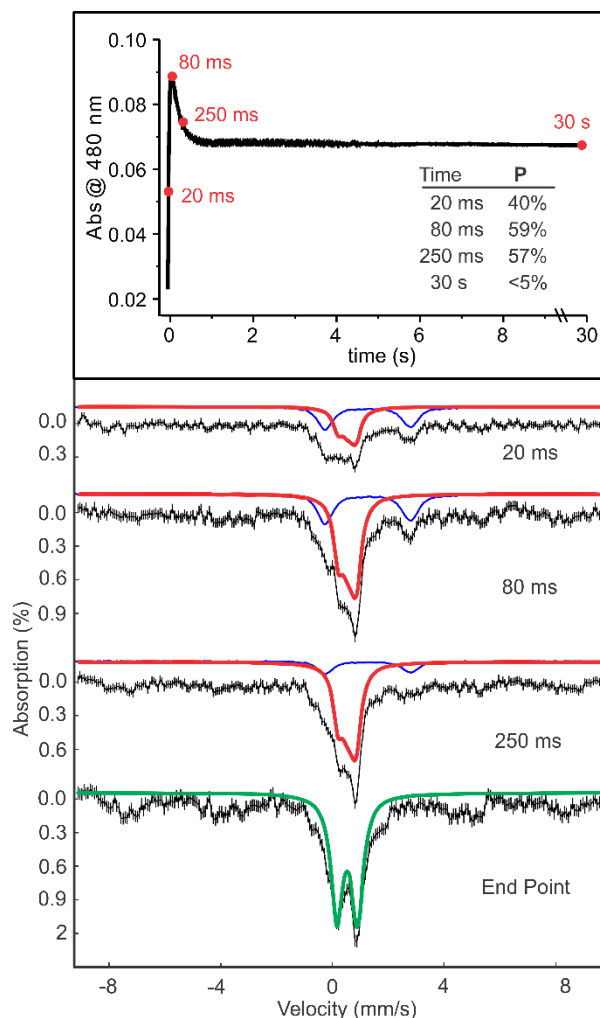 0.10
80 ms
0.08
250 ms
30 s
Abs @ 480 nm
0.06
20 ms
Time P
20 ms 40%
0.04
80 ms 59%
250 ms 57%
30 s <5%
0.02
0 2 4 6 8 30
time (s)
0.0
0.3
20 ms
0.0
0.3
0.6
80 ms
0.9
Absorption (%)
0.0
0.3
0.6
250 ms
0.0
0.3
0.6
End Point
0.9
2
-8 -4 0 4 8
Velocity (mm/s)